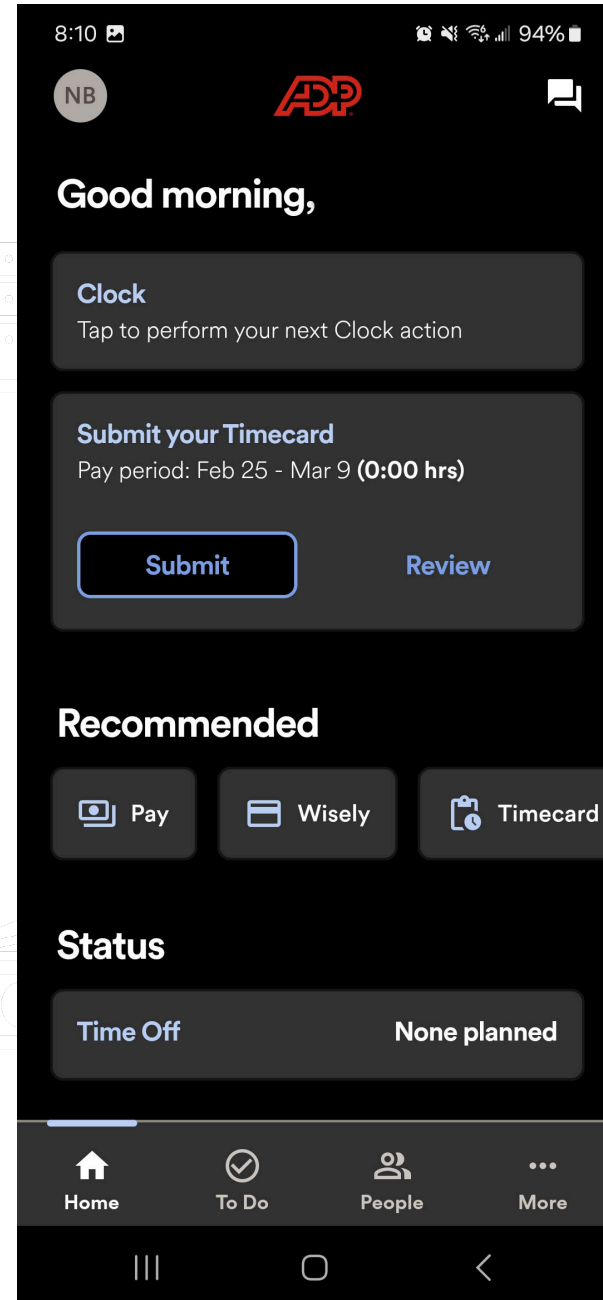 8:10
94%
NB
ADP
Good morning,
Clock
Tap to perform your next Clock action
Submit your Timecard
Pay period: Feb 25 - Mar 9 (0:00 hrs)
Submit Review
Recommended
Pay Wisely Timecard
Status
Time Off None planned
Home To Do People More